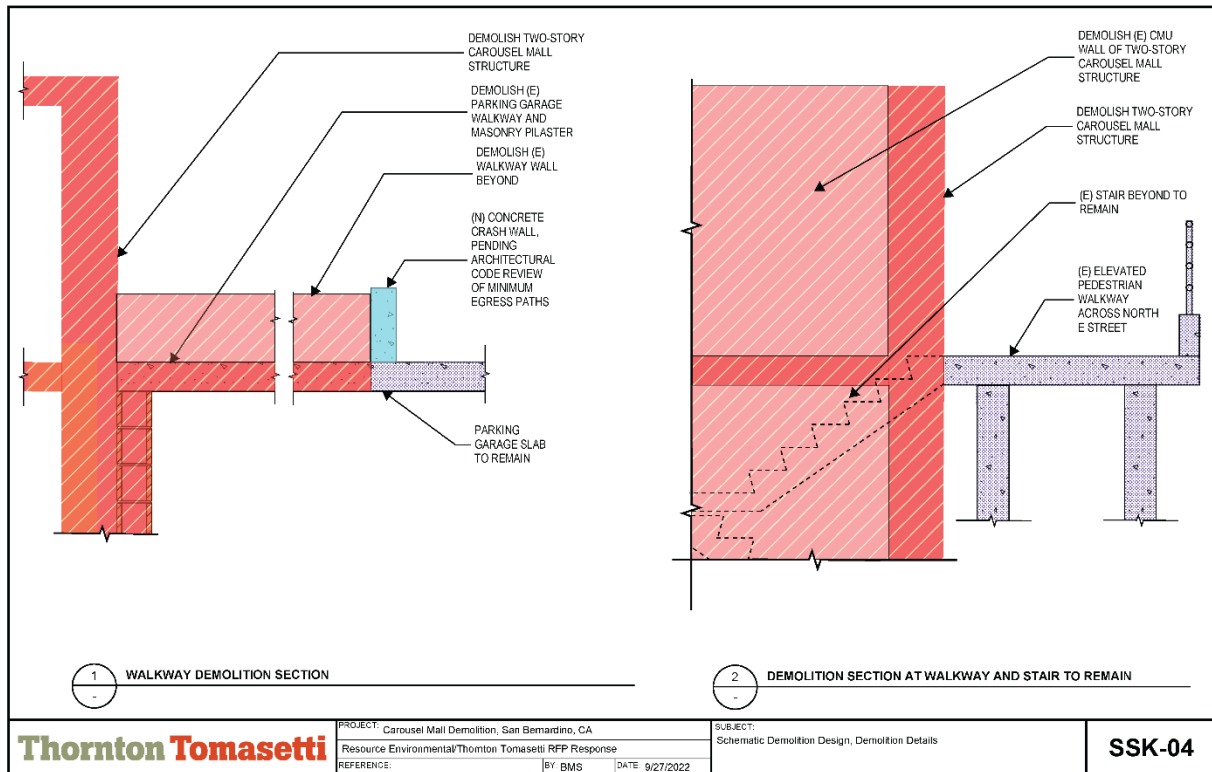 DEMOLISH TWO-STORY
CAROUSEL MALL
STRUCTURE
DEMOLISH (E)
PARKING GARAGE
WALKWAY AND
MASONRY PILASTER
DEMOLISH (E)
WALKWAY WALL
BEYOND
(N) CONCRETE
CRASH WALL,
PENDING
ARCHITECTURAL
CODE REVIEW
OF MINIMUM
EGRESS PATHS
PARKING
GARAGE SLAB
TO REMAIN
1
-
WALKWAY DEMOLITION SECTION
DEMOLISH (E) CMU
WALL OF TWO-STORY
CAROUSEL MALL
STRUCTURE
DEMOLISH TWO-STORY
CAROUSEL MALL
STRUCTURE
(E) STAIR BEYOND TO
REMAIN
(E) ELEVATED
PEDESTRIAN
WALKWAY
ACROSS NORTH
E STREET
2
-
DEMOLITION SECTION AT WALKWAY AND STAIR TO REMAIN
Thornton Tomasetti
PROJECT: Carousel Mall Demolition, San Bernardino, CA
Resource Environmental/Thornton Tomasetti RFP Response
REFERENCE: BY: BMS DATE: 9/27/2022
SUBJECT:
Schematic Demolition Design, Demolition Details
SSK-04